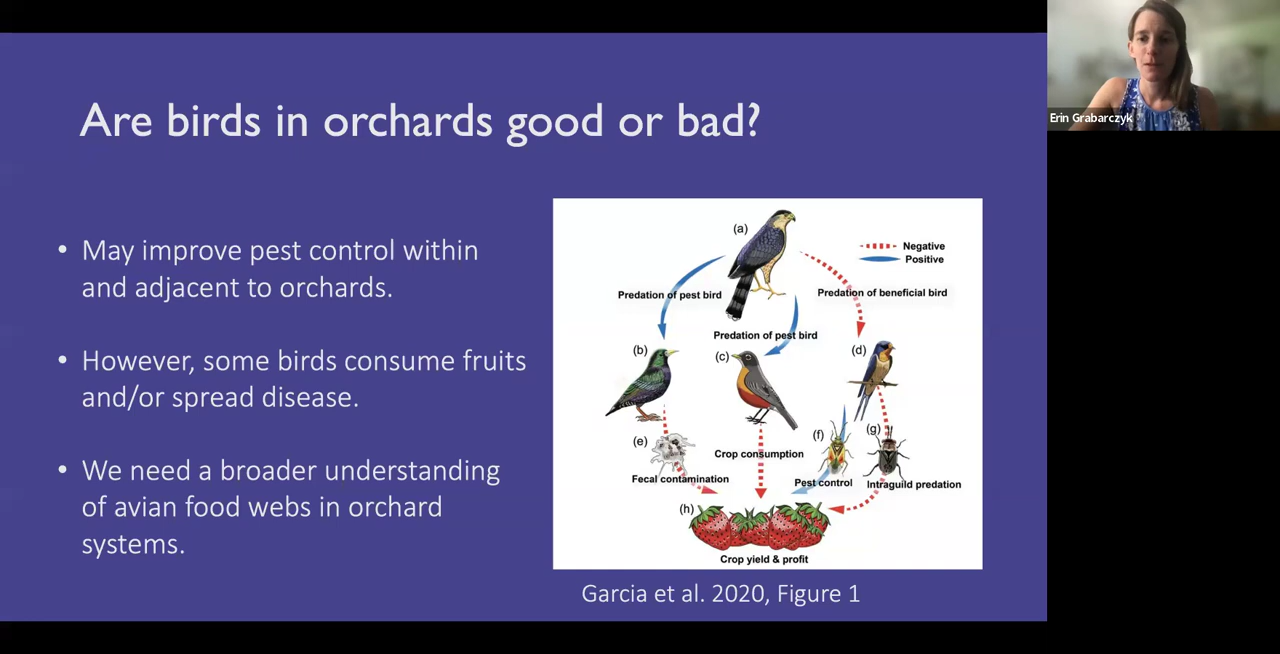 Are birds in orchards good or bad?
• May improve pest control within
and adjacent to orchards.
• However, some birds consume fruits
and/or spread disease.
• We need a broader understanding
of avian food webs in orchard
systems.
(a)
Negative
Positive
Predation of pest bird
Predation of beneficial bird
Predation of pest bird
(b)
(c)
(d)
(e)
(f)
(g)
Fecal contamination
Crop consumption
Pest control
Intraguild predation
(h)
Crop yield & profit
Garcia et al. 2020, Figure 1
Erin Grabarczyk